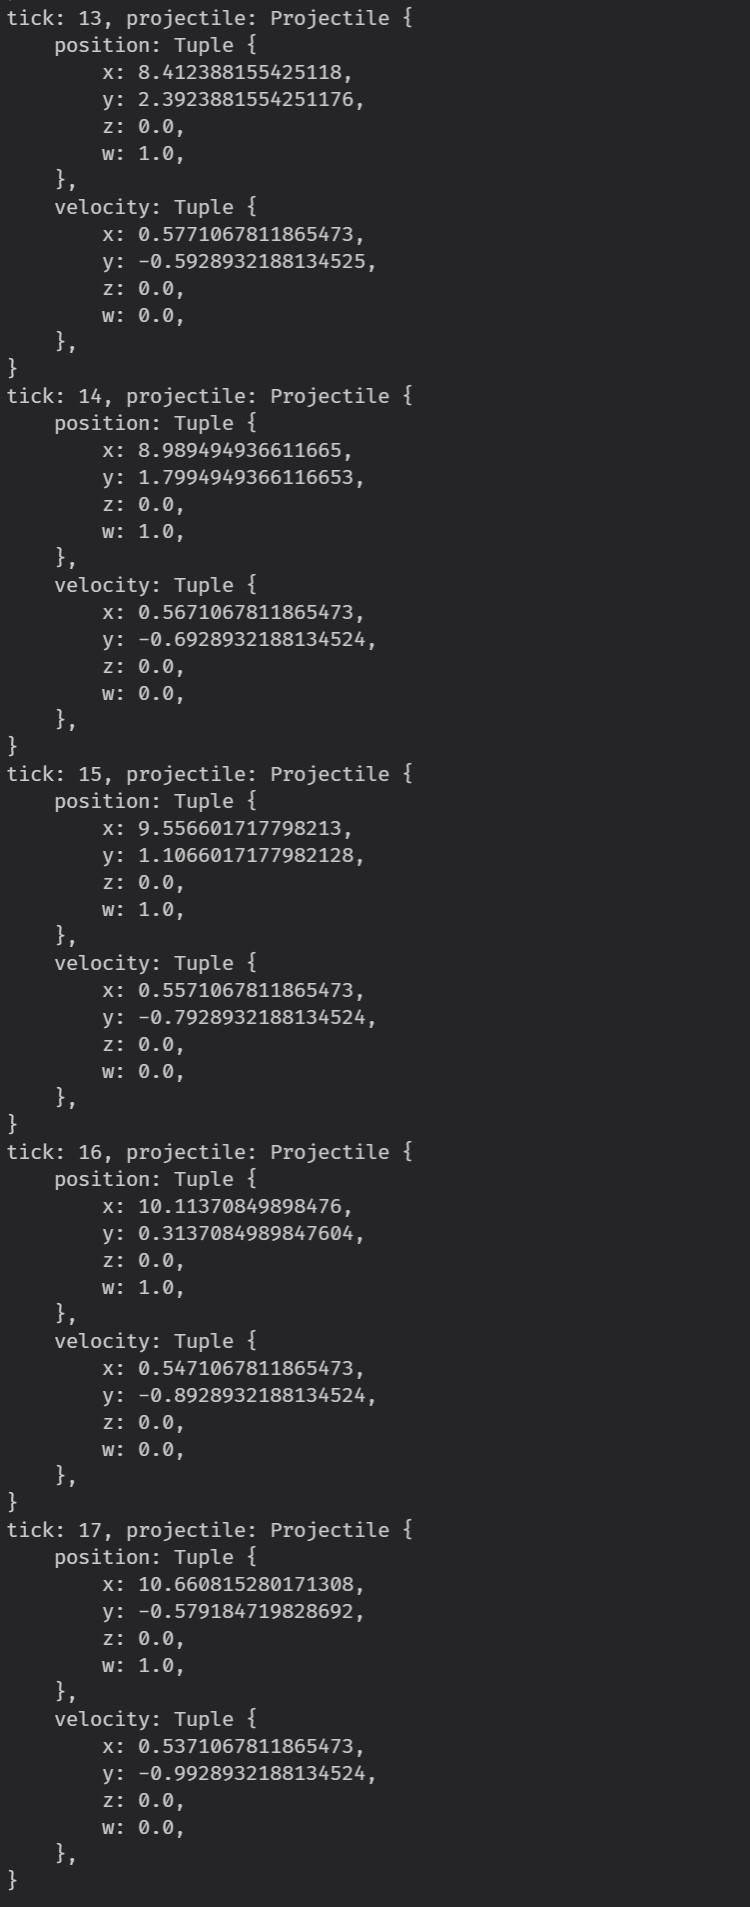 tick: 13, projectile: Projectile {
    position: Tuple {
        x: 8.412388155425118,
        y: 2.3923881554251176,
        z: 0.0,
        w: 1.0,
    },
    velocity: Tuple {
        x: 0.5771067811865473,
        y: -0.5928932188134525,
        z: 0.0,
        w: 0.0,
    },
}
tick: 14, projectile: Projectile {
    position: Tuple {
        x: 8.989494936611665,
        y: 1.7994949366116653,
        z: 0.0,
        w: 1.0,
    },
    velocity: Tuple {
        x: 0.5671067811865473,
        y: -0.6928932188134524,
        z: 0.0,
        w: 0.0,
    },
}
tick: 15, projectile: Projectile {
    position: Tuple {
        x: 9.556601717798213,
        y: 1.1066017177982128,
        z: 0.0,
        w: 1.0,
    },
    velocity: Tuple {
        x: 0.5571067811865473,
        y: -0.7928932188134524,
        z: 0.0,
        w: 0.0,
    },
}
tick: 16, projectile: Projectile {
    position: Tuple {
        x: 10.11370849898476,
        y: 0.3137084989847604,
        z: 0.0,
        w: 1.0,
    },
    velocity: Tuple {
        x: 0.5471067811865473,
        y: -0.8928932188134524,
        z: 0.0,
        w: 0.0,
    },
}
tick: 17, projectile: Projectile {
    position: Tuple {
        x: 10.660815280171308,
        y: -0.579184719828692,
        z: 0.0,
        w: 1.0,
    },
    velocity: Tuple {
        x: 0.5371067811865473,
        y: -0.9928932188134524,
        z: 0.0,
        w: 0.0,
    },
}